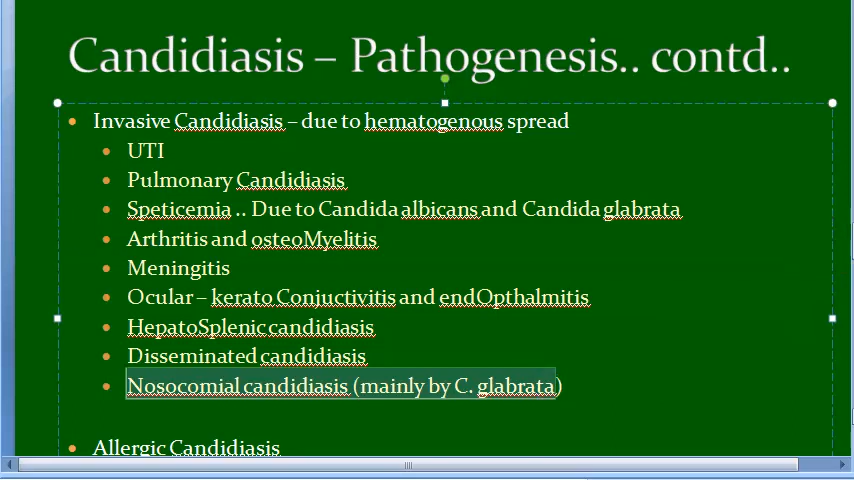 Candidiasis – Pathogenesis.. contd..
Invasive Candidiasis – due to hematogenous spread
UTI
Pulmonary Candidiasis
Speticemia .. Due to Candida albicans and Candida glabrata
Arthritis and osteoMyelitis
Meningitis
Ocular – kerato Conjuctivitis and endOpthalmitis
HepatoSplenic candidiasis
Disseminated candidiasis
Nosocomial candidiasis (mainly by C. glabrata)
Allergic Candidiasis